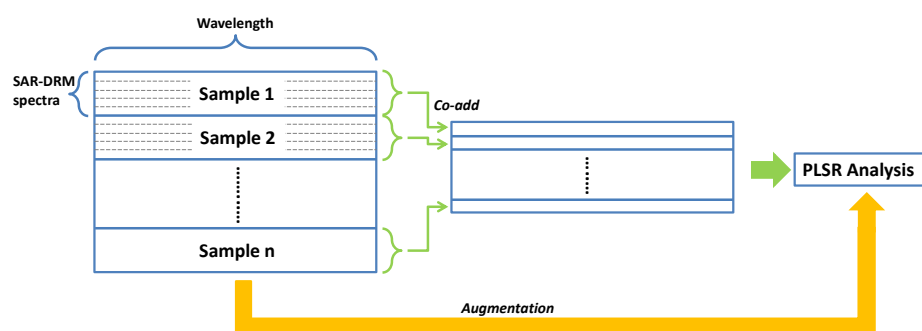 Wavelength
SAR-DRM
spectra
Sample 1
Co-add
Sample 2
PLSR Analysis
Sample n
Augmentation